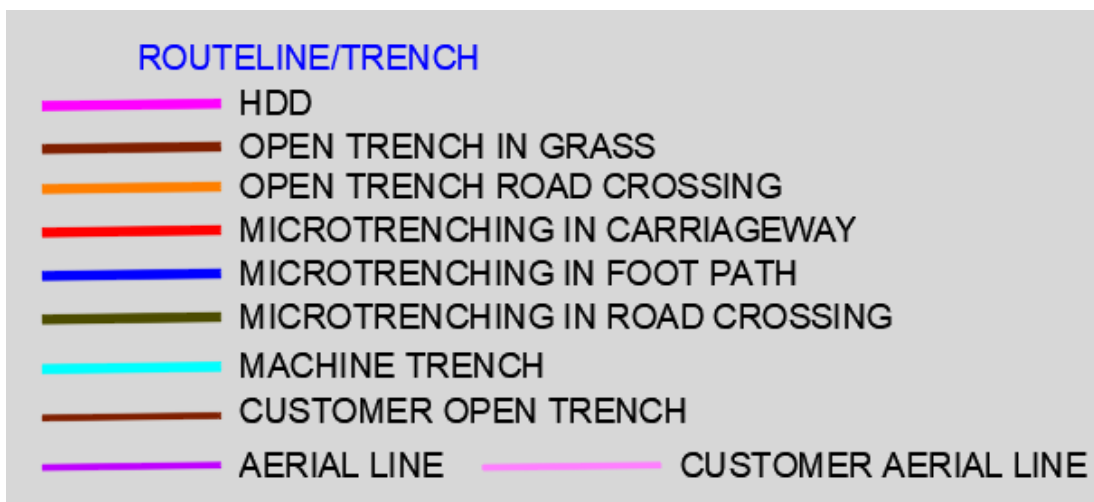 ROUTELINE/TRENCH
HDD
OPEN TRENCH IN GRASS
OPEN TRENCH ROAD CROSSING
MICROTRENCHING IN CARRIAGEWAY
MICROTRENCHING IN FOOT PATH
MICROTRENCHING IN ROAD CROSSING
MACHINE TRENCH
CUSTOMER OPEN TRENCH
AERIAL LINE CUSTOMER AERIAL LINE